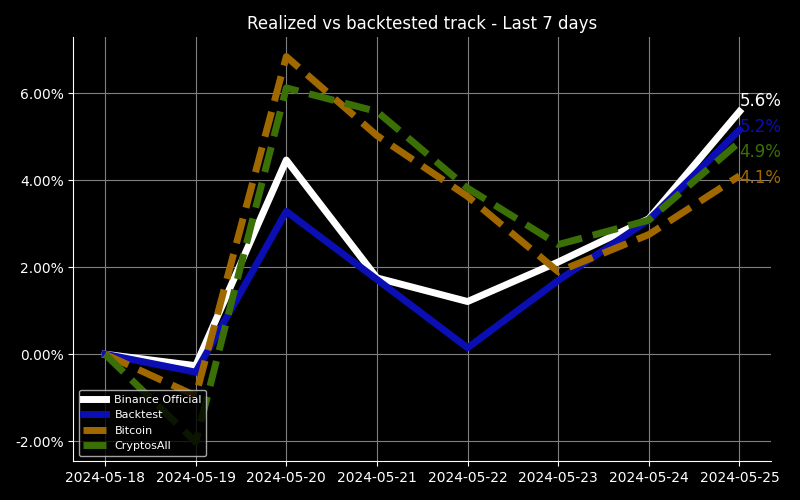 Realized vs backtested track - Last 7 days
6.00%
4.00%
2.00%
0.00%
-2.00%
5.6%
5.2%
4.9%
4.1%
Binance Official
Backtest
Bitcoin
CryptosAll
2024-05-18 2024-05-19 2024-05-20 2024-05-21 2024-05-22 2024-05-23 2024-05-24 2024-05-25